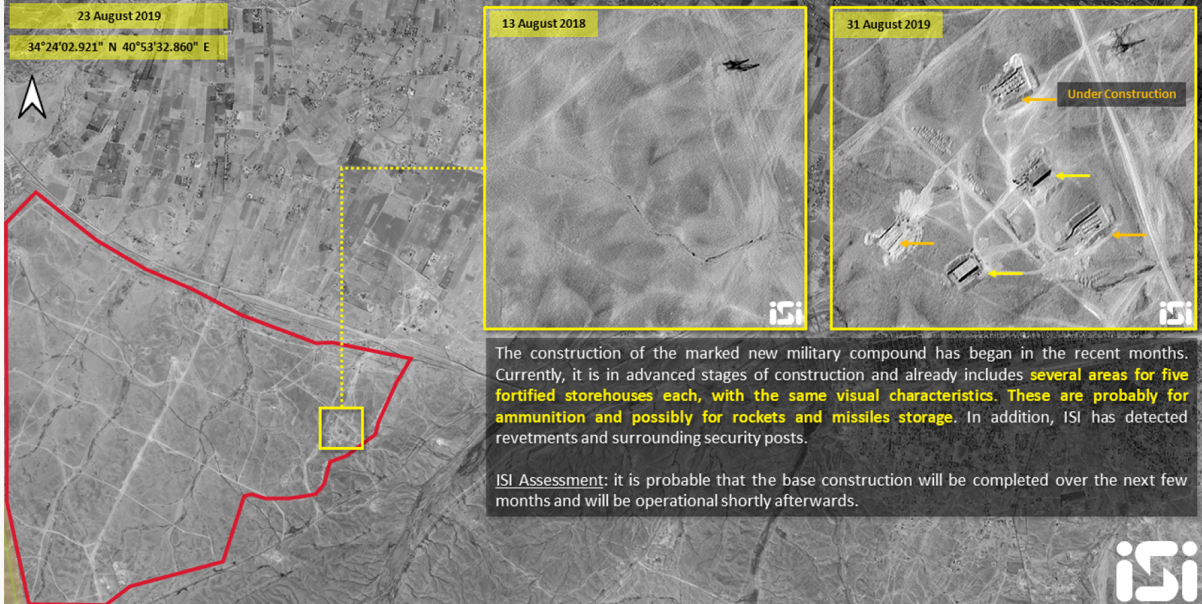 23 August 2019
34°24'02.921" N 40°53'32.860" E
13 August 2018
31 August 2019
Under Construction
iSi
iSi
The construction of the marked new military compound has began in the recent months.
Currently, it is in advanced stages of construction and already includes several areas for five
fortified storehouses each, with the same visual characteristics. These are probably for
ammunition and possibly for rockets and missiles storage. In addition, ISI has detected
revetments and surrounding security posts.
ISI Assessment: it is probable that the base construction will be completed over the next few
months and will be operational shortly afterwards.
iSi